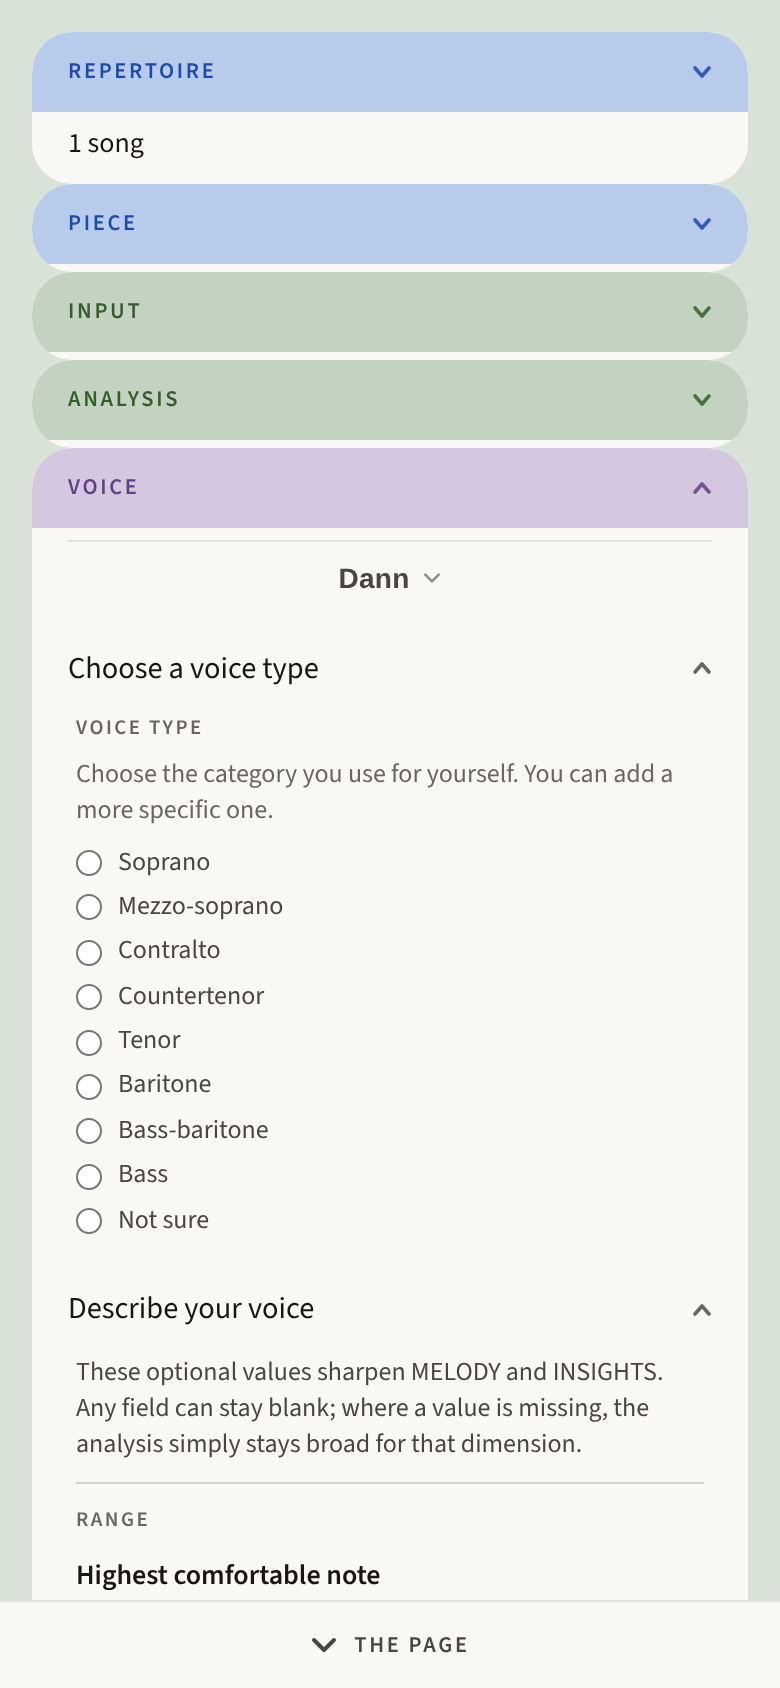 REPERTOIRE
1 song
PIECE
INPUT
ANALYSIS
VOICE
Dann
Choose a voice type
VOICE TYPE
Choose the category you use for yourself. You can add a
more specific one.
Soprano
Mezzo-soprano
Contralto
Countertenor
Tenor
Baritone
Bass-baritone
Bass
Not sure
Describe your voice
These optional values sharpen MELODY and INSIGHTS.
Any field can stay blank; where a value is missing, the
analysis simply stays broad for that dimension.
RANGE
Highest comfortable note
THE PAGE